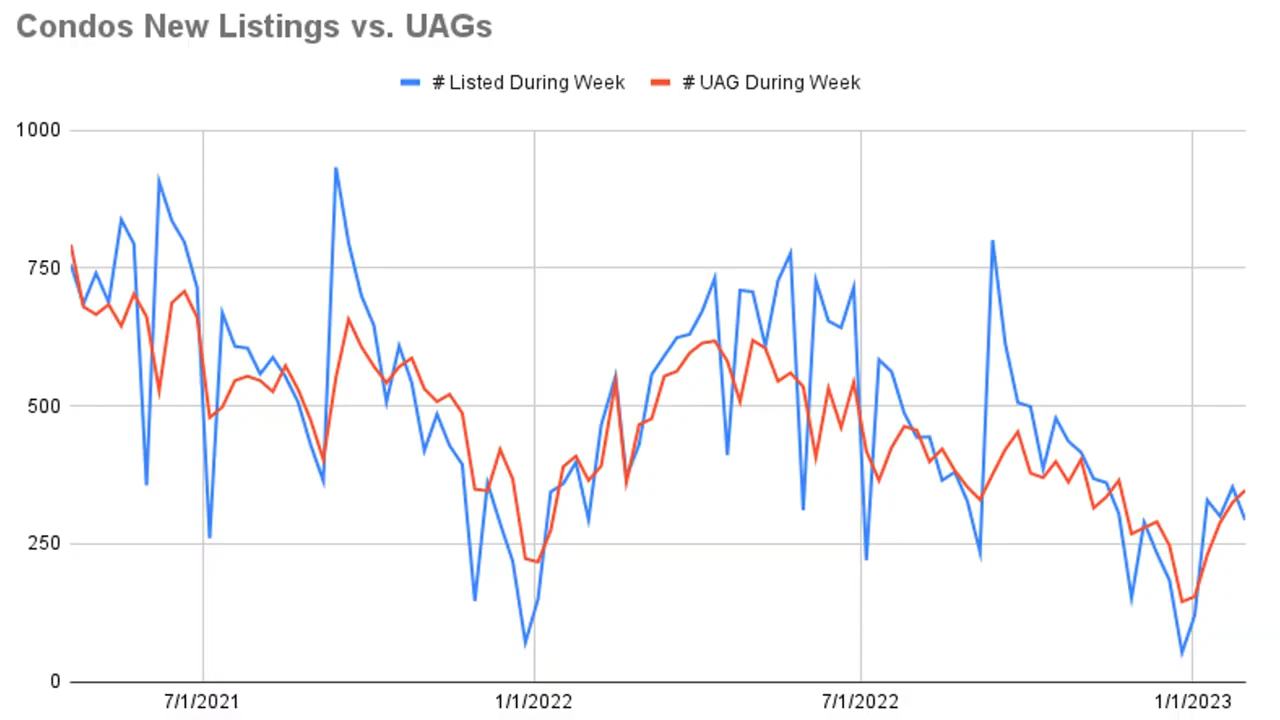 Condos New Listings vs. UAGs
# Listed During Week # UAG During Week
1000
750
500
250
0
7/1/2021 1/1/2022 7/1/2022 1/1/2023